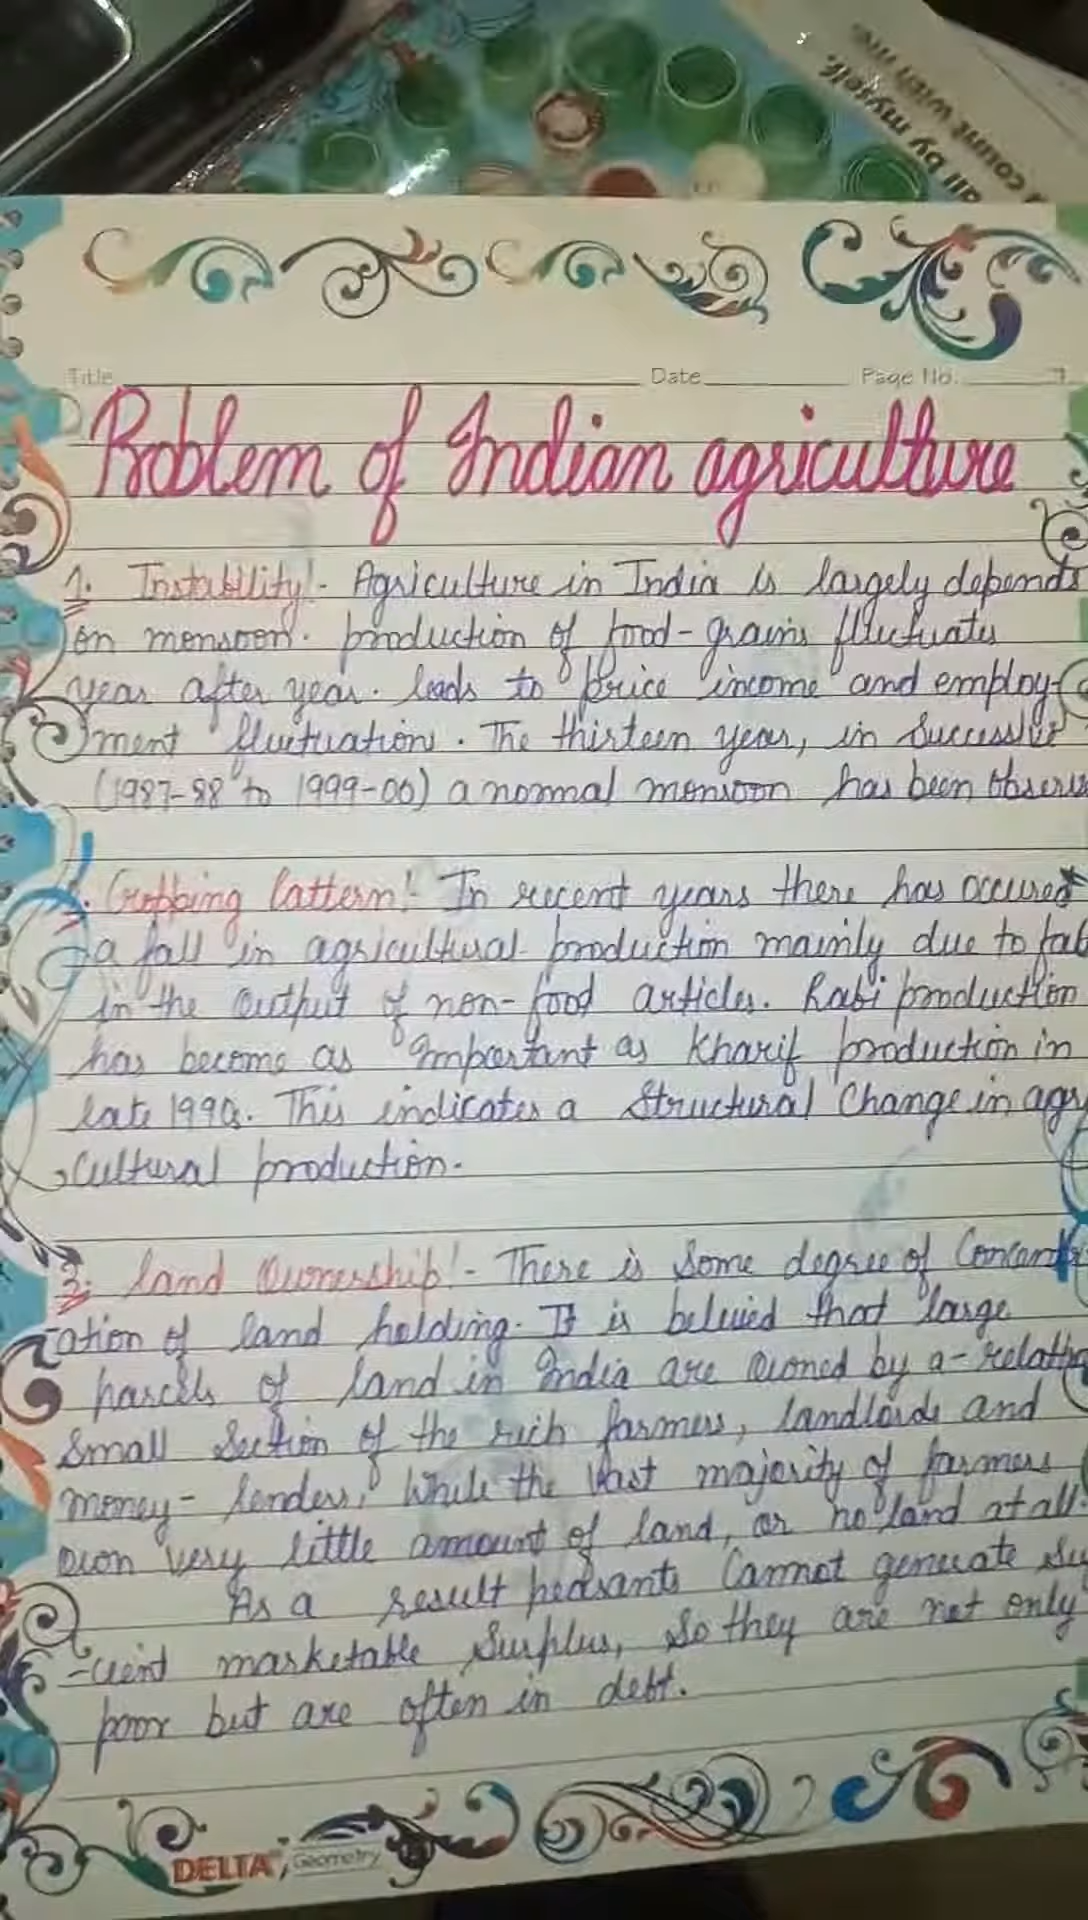 all by myself.
count with me.
Title Date Page No.
Problem of Indian agriculture
1. Instability:- Agriculture in India is largely depends
on monsoon. production of food-grains fluctuates
year after year. leads to price income and employ-
ment fluctuations. The thirteen year, in Successive
(1987-88 to 1999-00) a normal monsoon has been
Cropping Pattern:- In recent years there has occured
a fall in agricultural production mainly due to fall
in the output of non-food articles. Rabi production
has become as important as Kharif production in
late 1990s. This indicates a Structural Change in agri
cultural production.
3. land Ownership:- There is some degree of Concentr
ation of land holding. It is belevied that large
parcels of land in India are owned by a-
Small Section of the rich farmers, landlords and
money-lenders, While the Vast majority of farmers
own very little amount of land, or no land at all
As a result peasants Cannot generate Su
-cient marketable Surplus, So they are not only
poor but are often in debt.
DELTA Geometry